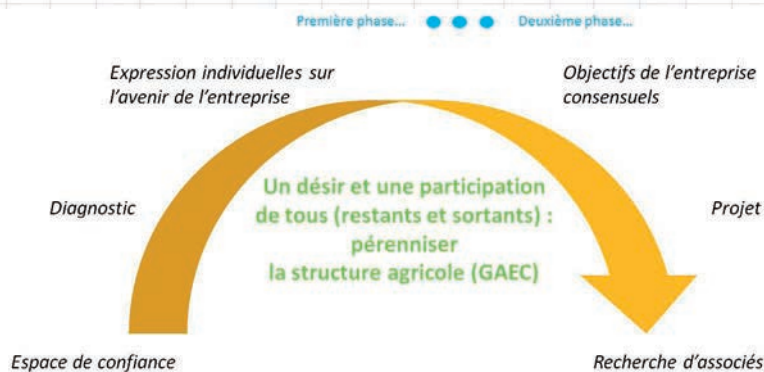 Première phase... Deuxième phase...
Expression individuelles sur
l'avenir de l'entreprise
Objectifs de l'entreprise
consensuels
Un désir et une participation
de tous (restants et sortants) :
pérenniser
la structure agricole (GAEC)
Diagnostic
Projet
Espace de confiance
Recherche d'associés